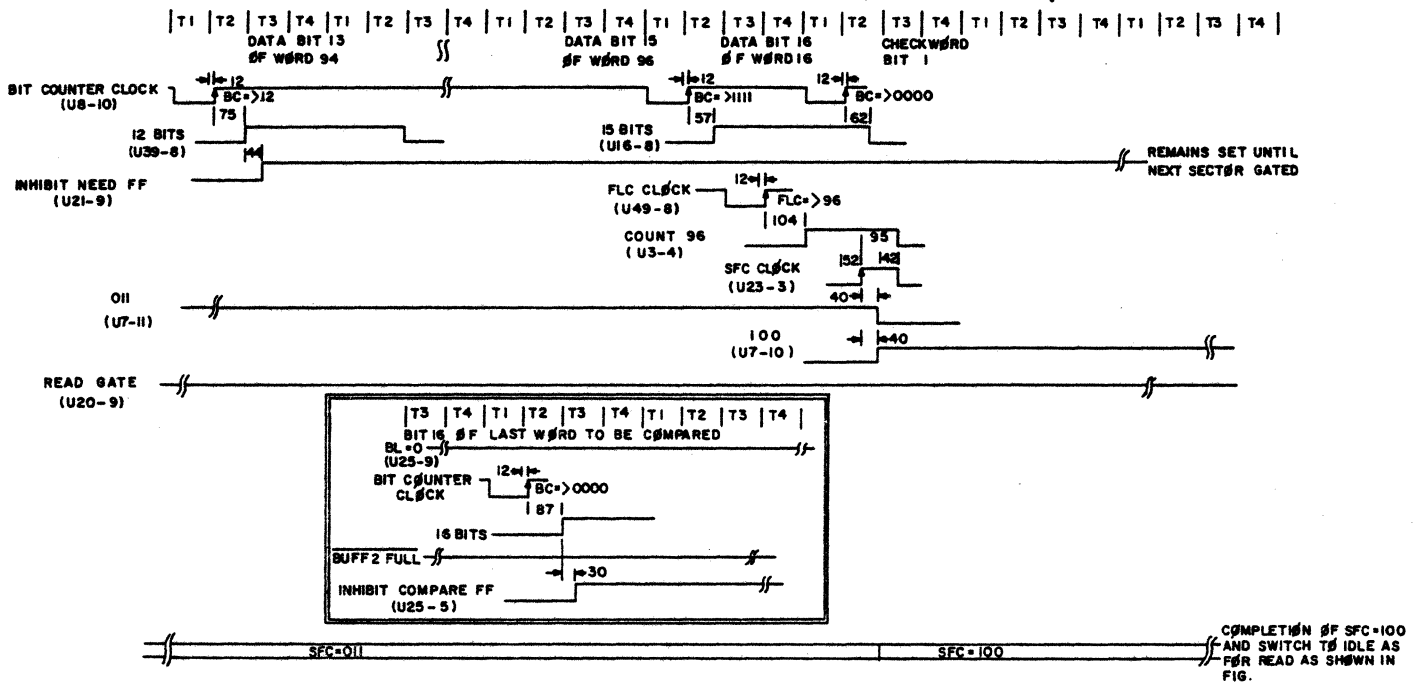 T1 T2 T3 T4 T1 T2 T3 T4 T1 T2 T3 T4 T1 T2 T3 T4 T1 T2 T3 T4 T1 T2 T3 T4 T1 T2 T3 T4
DATA BIT 13
ØF WØRD 94
DATA BIT 15
ØF WØRD 96
DATA BIT 16
ØF WØRD 16
CHECKWØRD
BIT 1
BIT COUNTER CLOCK
(U8-10)
12
BC=>12
12
BC=>1111
12
BC=>0000
75
57
62
12 BITS
(U39-8)
15 BITS
(U16-8)
44
INHIBIT NEED FF
(U21-9)
REMAINS SET UNTIL
NEXT SECTØR GATED
FLC CLØCK
(U49-8)
12
FLC=>96
104
COUNT 96
(U3-4)
95
SFC CLØCK
(U23-3)
52
42
40
011
(U7-11)
100
(U7-10)
40
READ GATE
(U20-9)
T3 T4 T1 T2 T3 T4 T1 T2 T3 T4
BIT 16 ØF LAST WØRD TO BE CØMPARED
BL=0
(U25-9)
BIT CØUNTER
CLØCK
12
BC=>0000
87
16 BITS
BUFF 2 FULL
30
INHIBIT COMPARE FF
(U25-5)
SFC=011
SFC=100
CØMPLETIØN ØF SFC=100
AND SWITCH TØ IDLE AS
FØR READ AS SHØWN IN
FIG.